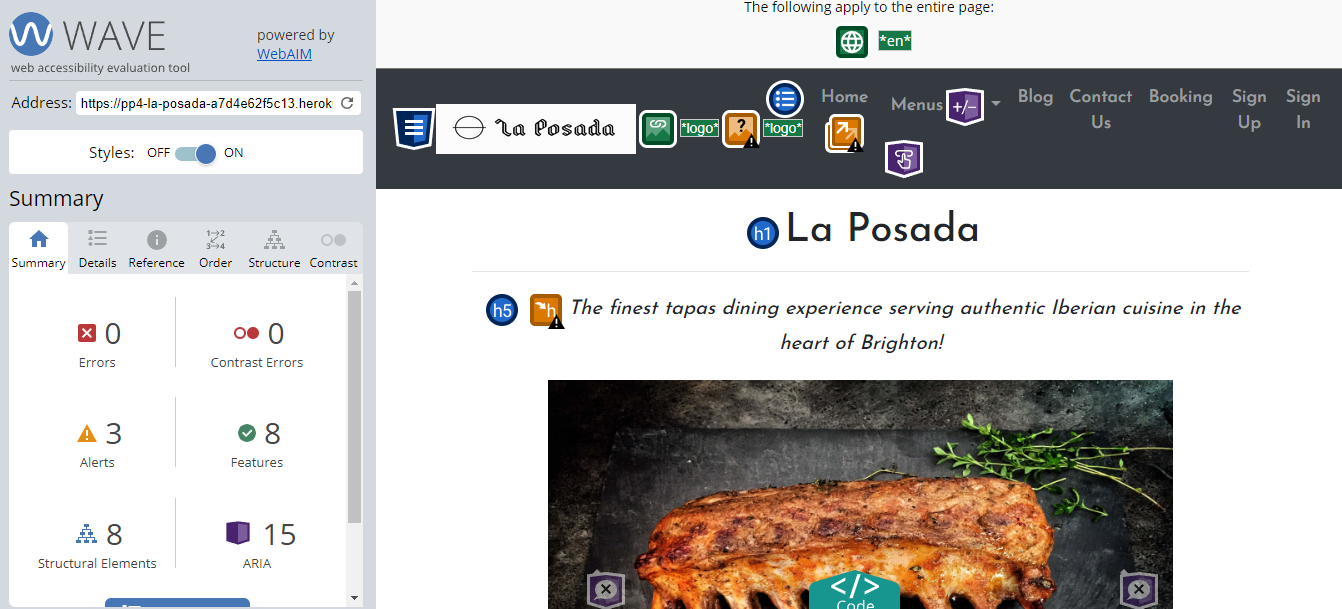 WAVE
powered by
WebAIM
web accessibility evaluation tool
Address: https://pp4-la-posada-a7d4e62f5c13.herok
Styles: OFF ON
Summary
Summary Details Reference Order Structure Contrast
0
Errors
0
Contrast Errors
3
Alerts
8
Features
8
Structural Elements
15
ARIA
The following apply to the entire page:
*en*
La Posada
*logo*
*logo*
Home
Menus
+/-
Blog
Contact
Us
Booking
Sign
Up
Sign
In
h1 La Posada
h5 h The finest tapas dining experience serving authentic Iberian cuisine in the
heart of Brighton!
</>
Code